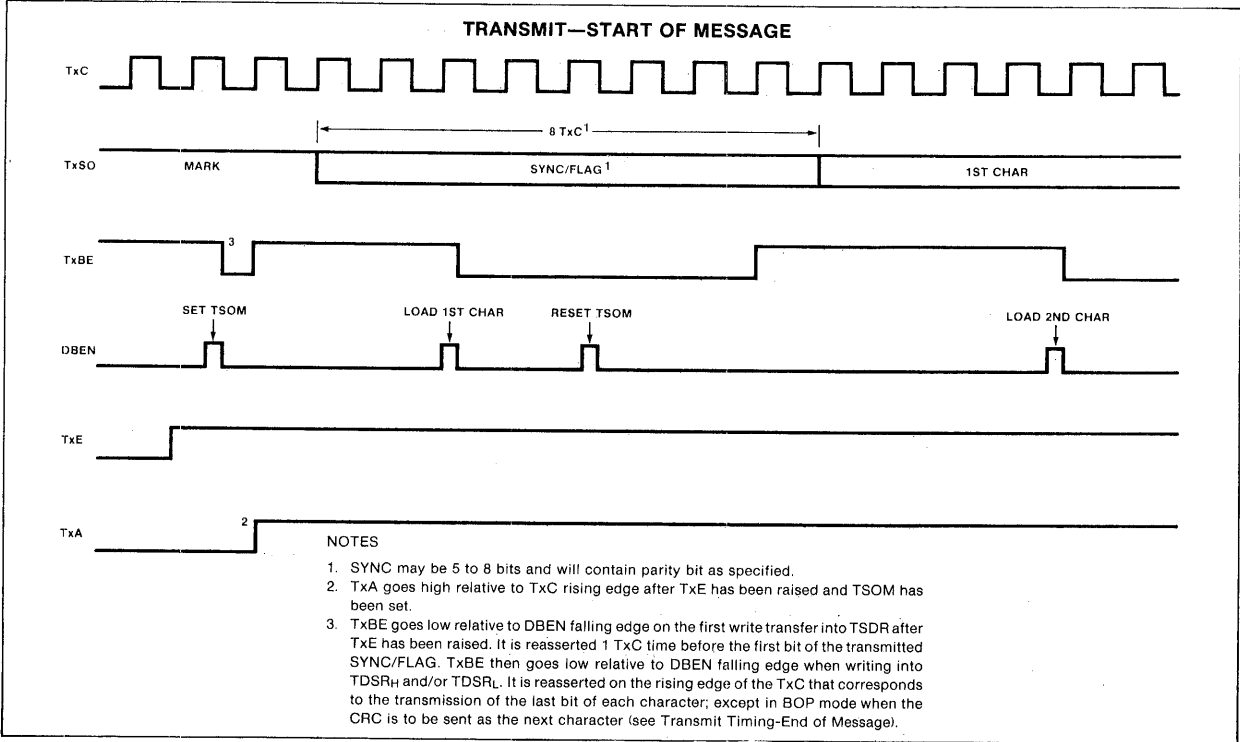 TRANSMIT—START OF MESSAGE
TxC
8 TxC1
TxSO
MARK
SYNC/FLAG1
1ST CHAR
3
TxBE
SET TSOM
LOAD 1ST CHAR
RESET TSOM
LOAD 2ND CHAR
DBEN
TxE
2
TxA
NOTES
1. SYNC may be 5 to 8 bits and will contain parity bit as specified.
2. TxA goes high relative to TxC rising edge after TxE has been raised and TSOM has
been set.
3. TxBE goes low relative to DBEN falling edge on the first write transfer into TSDR after
TxE has been raised. It is reasserted 1 TxC time before the first bit of the transmitted
SYNC/FLAG. TxBE then goes low relative to DBEN falling edge when writing into
TDSRH and/or TDSRL. It is reasserted on the rising edge of the TxC that corresponds
to the transmission of the last bit of each character; except in BOP mode when the
CRC is to be sent as the next character (see Transmit Timing-End of Message).